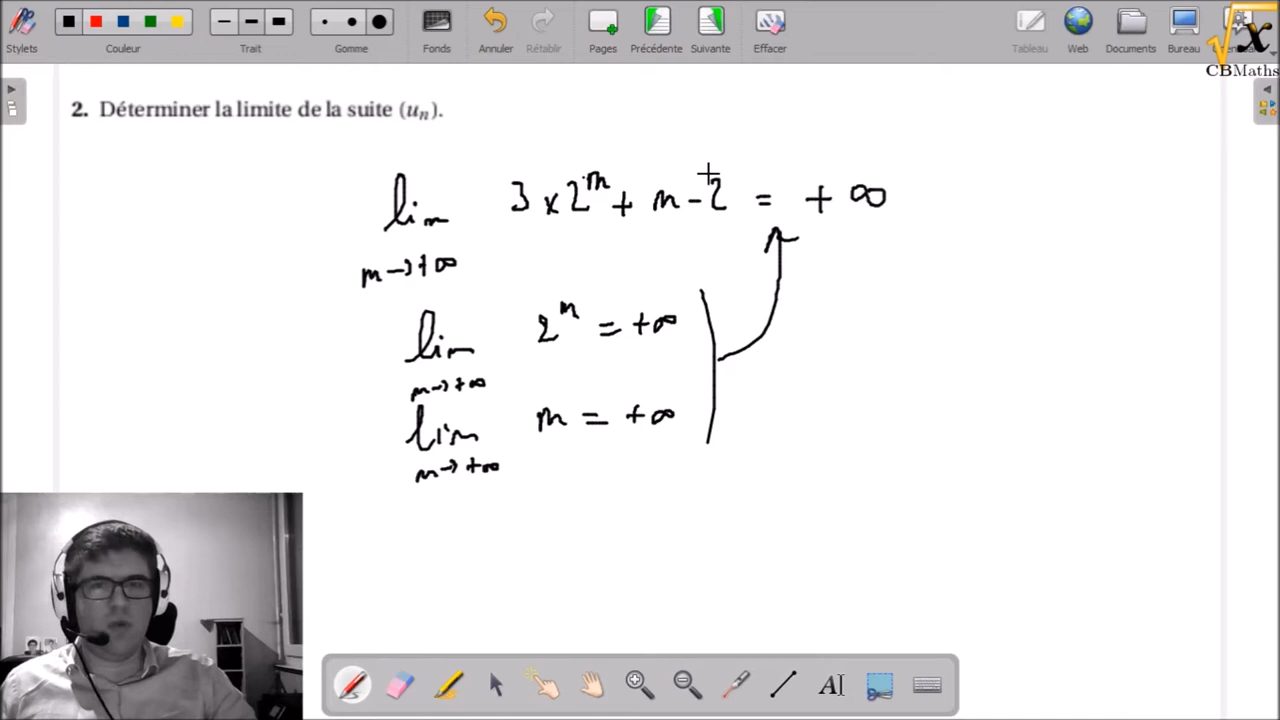 Stylets Couleur Trait Gomme Fonds Annuler Rétablir Pages Précédente Suivante Effacer Tableau Web Documents Bureau
√x
CBMaths
2. Déterminer la limite de la suite (uₙ).
lim 3 × 2ⁿ + n - 2 = + ∞
n → +∞
lim 2ⁿ = +∞
n → +∞
lim n = +∞
n → +∞
AI